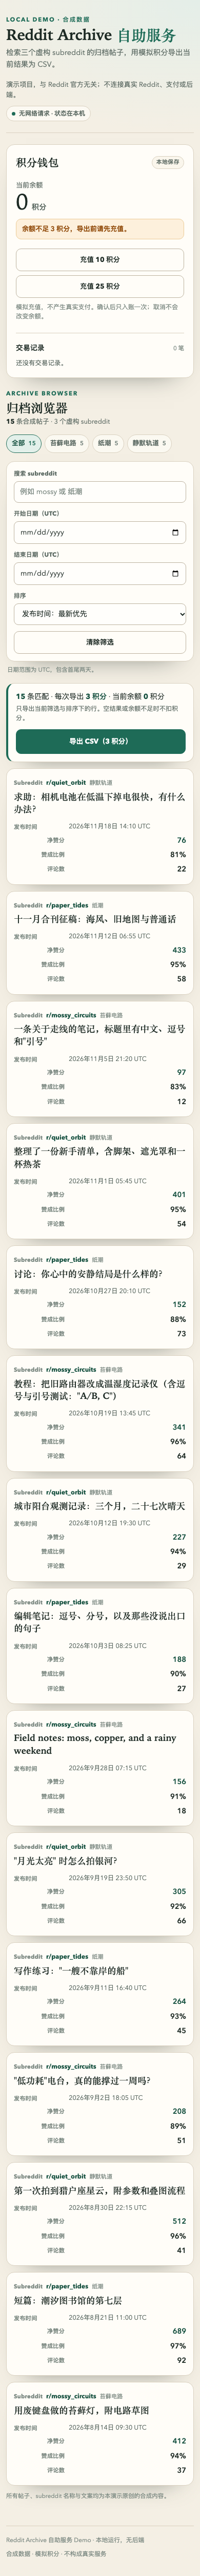 LOCAL DEMO · 合成数据
Reddit Archive 自助服务
检索三个虚构 subreddit 的归档帖子，用模拟积分导出当
前结果为 CSV。
演示项目，与 Reddit 官方无关；不连接真实 Reddit、支付或后
端。
无网络请求 · 状态在本机
积分钱包
本地保存
当前余额
0 积分
余额不足 3 积分，导出前请先充值。
充值 10 积分
充值 25 积分
模拟充值，不产生真实支付。确认后只入账一次；取消不会
改变余额。
交易记录
0 笔
还没有交易记录。
ARCHIVE BROWSER
归档浏览器
15 条合成帖子 · 3 个虚构 subreddit
全部 15
苔藓电路 5
纸潮 5
静默轨道 5
搜索 subreddit
例如 mossy 或 纸潮
开始日期（UTC）
mm/dd/yyyy
结束日期（UTC）
mm/dd/yyyy
排序
发布时间：最新优先
清除筛选
日期范围为 UTC，包含首尾两天。
15 条匹配 · 每次导出 3 积分 · 当前余额 0 积分
只导出当前筛选与排序下的行。空结果或余额不足时不扣积
分。
导出 CSV（3 积分）
Subreddit r/quiet_orbit 静默轨道
求助：相机电池在低温下掉电很快，有什么
办法？
发布时间 2026年11月18日 14:10 UTC
净赞分 76
赞成比例 81%
评论数 22
Subreddit r/paper_tides 纸潮
十一月合刊征稿：海风、旧地图与普通话
发布时间 2026年11月12日 06:55 UTC
净赞分 433
赞成比例 95%
评论数 58
Subreddit r/mossy_circuits 苔藓电路
一条关于走线的笔记，标题里有中文、逗号
和"引号"
发布时间 2026年11月5日 21:20 UTC
净赞分 97
赞成比例 83%
评论数 12
Subreddit r/quiet_orbit 静默轨道
整理了一份新手清单，含脚架、遮光罩和一
杯热茶
发布时间 2026年11月1日 05:45 UTC
净赞分 401
赞成比例 95%
评论数 54
Subreddit r/paper_tides 纸潮
讨论：你心中的安静结局是什么样的？
发布时间 2026年10月27日 20:10 UTC
净赞分 152
赞成比例 88%
评论数 73
Subreddit r/mossy_circuits 苔藓电路
教程：把旧路由器改成温湿度记录仪（含逗
号与引号测试："A/B, C"）
发布时间 2026年10月19日 13:45 UTC
净赞分 341
赞成比例 96%
评论数 64
Subreddit r/quiet_orbit 静默轨道
城市阳台观测记录：三个月，二十七次晴天
发布时间 2026年10月12日 19:30 UTC
净赞分 227
赞成比例 94%
评论数 29
Subreddit r/paper_tides 纸潮
编辑笔记：逗号、分号，以及那些没说出口
的句子
发布时间 2026年10月3日 08:25 UTC
净赞分 188
赞成比例 90%
评论数 27
Subreddit r/mossy_circuits 苔藓电路
Field notes: moss, copper, and a rainy
weekend
发布时间 2026年9月28日 07:15 UTC
净赞分 156
赞成比例 91%
评论数 18
Subreddit r/quiet_orbit 静默轨道
"月光太亮" 时怎么拍银河？
发布时间 2026年9月19日 23:50 UTC
净赞分 305
赞成比例 92%
评论数 66
Subreddit r/paper_tides 纸潮
写作练习："一艘不靠岸的船"
发布时间 2026年9月11日 16:40 UTC
净赞分 264
赞成比例 93%
评论数 45
Subreddit r/mossy_circuits 苔藓电路
"低功耗"电台，真的能撑过一周吗？
发布时间 2026年9月2日 18:05 UTC
净赞分 208
赞成比例 89%
评论数 51
Subreddit r/quiet_orbit 静默轨道
第一次拍到猎户座星云，附参数和叠图流程
发布时间 2026年8月30日 22:15 UTC
净赞分 512
赞成比例 96%
评论数 41
Subreddit r/paper_tides 纸潮
短篇：潮汐图书馆的第七层
发布时间 2026年8月21日 11:00 UTC
净赞分 689
赞成比例 97%
评论数 92
Subreddit r/mossy_circuits 苔藓电路
用废键盘做的苔藓灯，附电路草图
发布时间 2026年8月14日 09:30 UTC
净赞分 412
赞成比例 94%
评论数 37
所有帖子、subreddit 名称与文案均为本演示原创的合成内容。
Reddit Archive 自助服务 Demo · 本地运行，无后端
合成数据 · 模拟积分 · 不构成真实服务